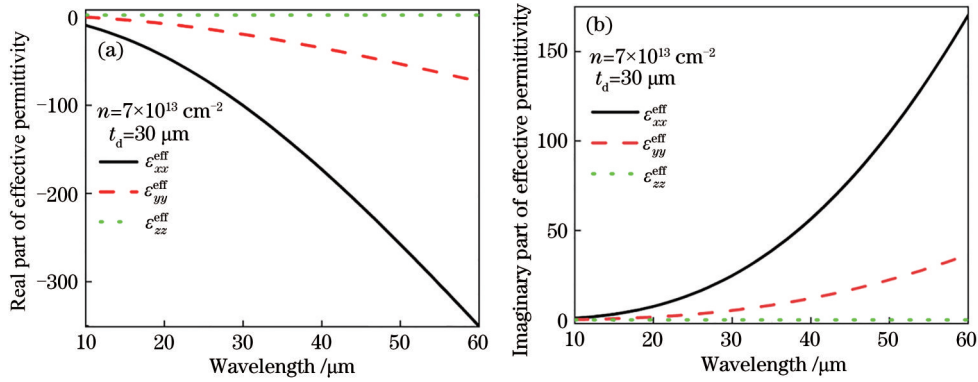 (a)
n=7×10¹³ cm⁻²
t_d=30 μm
ε_xx^eff
ε_yy^eff
ε_zz^eff
Real part of effective permittivity
0
−100
−200
−300
10 20 30 40 50 60
Wavelength /μm
(b)
n=7×10¹³ cm⁻²
t_d=30 μm
ε_xx^eff
ε_yy^eff
ε_zz^eff
Imaginary part of effective permittivity
150
100
50
0
10 20 30 40 50 60
Wavelength /μm